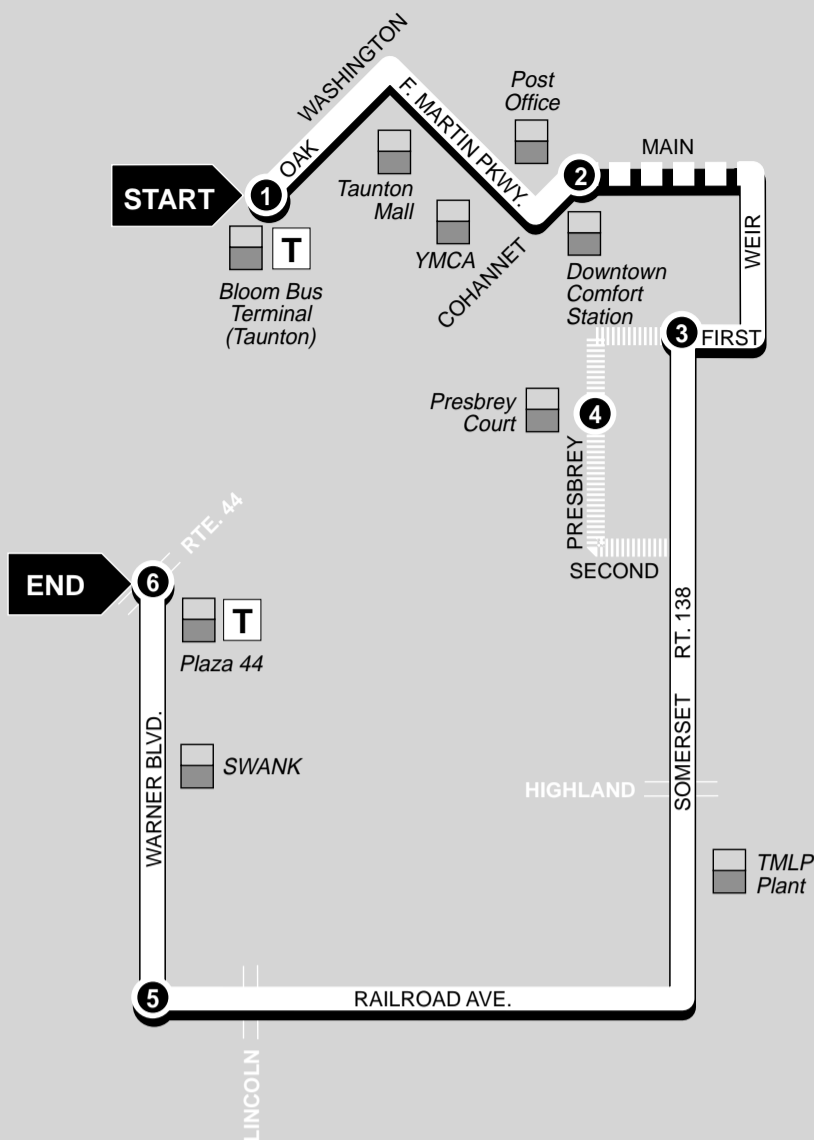 WASHINGTON
OAK
F. MARTIN PKWY.
Post
Office
MAIN
START
1
2
Taunton
Mall
YMCA
COHANNET
WEIR
T
Bloom Bus
Terminal
(Taunton)
Downtown
Comfort
Station
3
FIRST
Presbrey
Court
4
PRESBREY
SECOND
RTE. 44
END
6
T
Plaza 44
RT. 138
SOMERSET
WARNER BLVD.
SWANK
HIGHLAND
TMLP
Plant
5
RAILROAD AVE.
LINCOLN